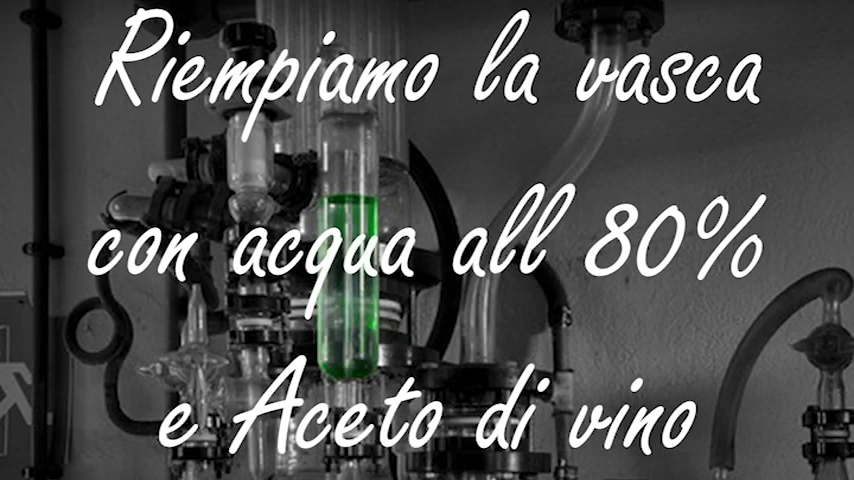 Riempiamo la vasca
con acqua all 80%
e Aceto di vino